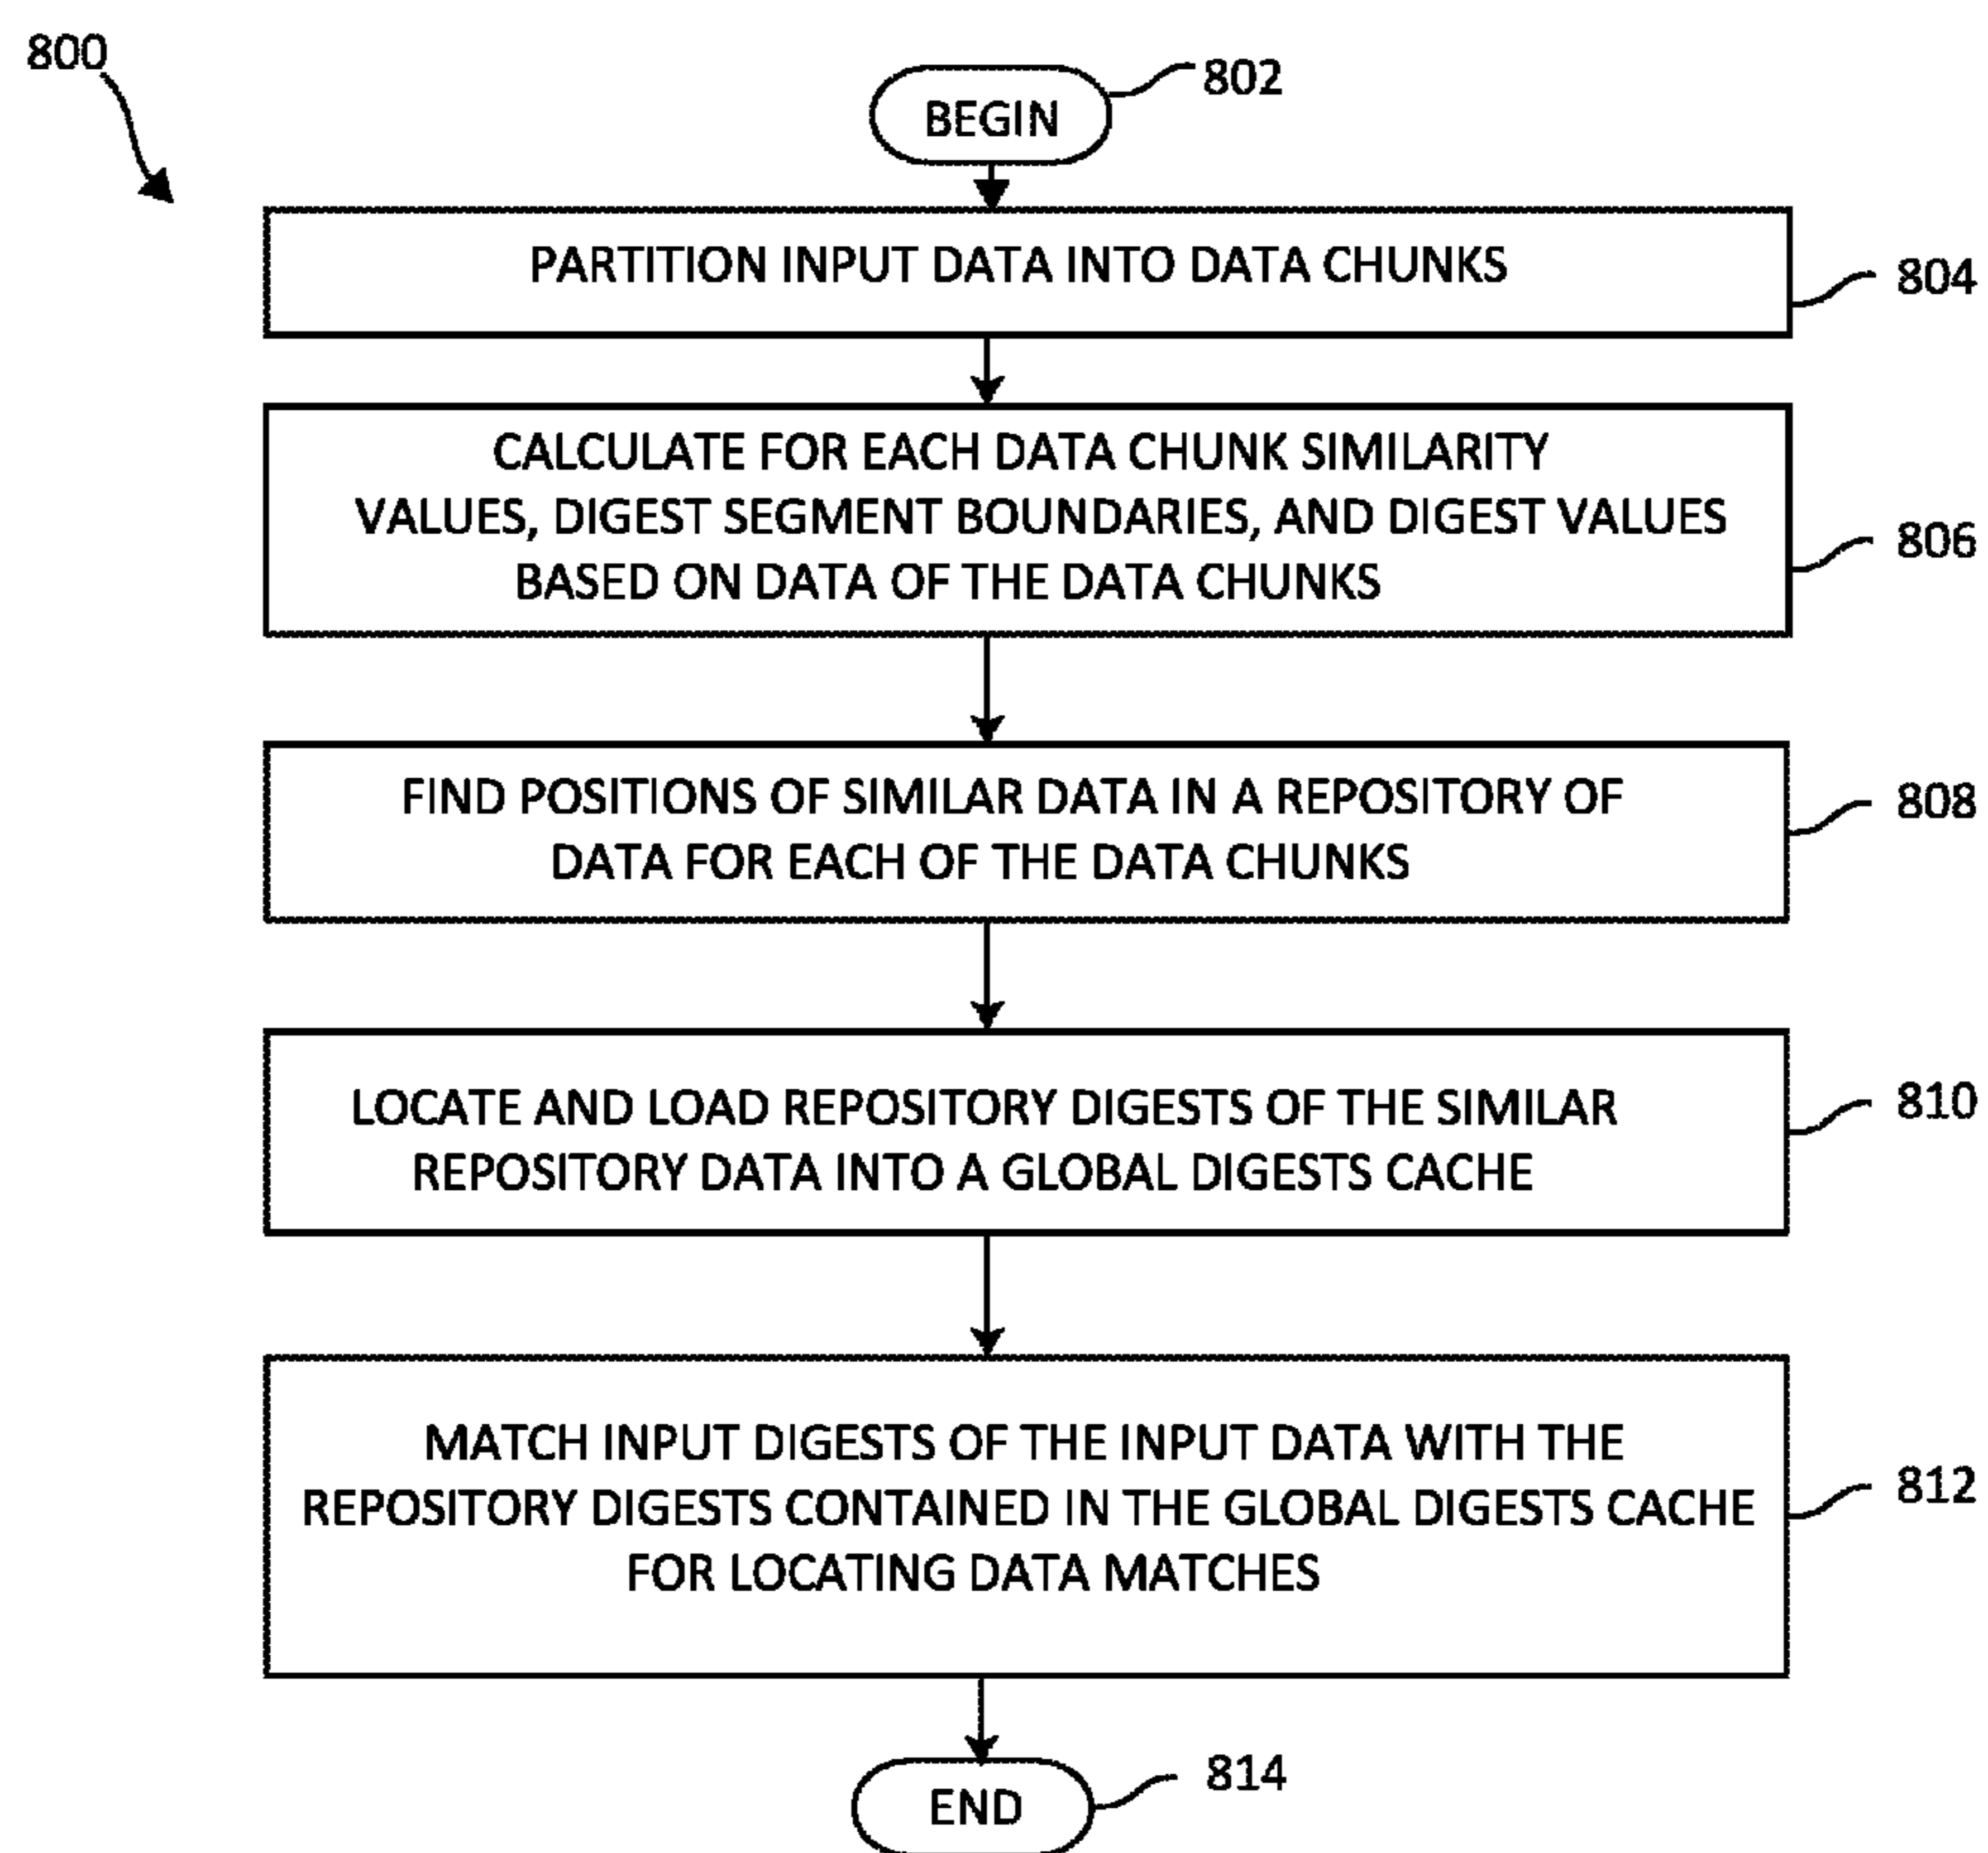 800
BEGIN
802
PARTITION INPUT DATA INTO DATA CHUNKS
804
CALCULATE FOR EACH DATA CHUNK SIMILARITY
VALUES, DIGEST SEGMENT BOUNDARIES, AND DIGEST VALUES
BASED ON DATA OF THE DATA CHUNKS
806
FIND POSITIONS OF SIMILAR DATA IN A REPOSITORY OF
DATA FOR EACH OF THE DATA CHUNKS
808
LOCATE AND LOAD REPOSITORY DIGESTS OF THE SIMILAR
REPOSITORY DATA INTO A GLOBAL DIGESTS CACHE
810
MATCH INPUT DIGESTS OF THE INPUT DATA WITH THE
REPOSITORY DIGESTS CONTAINED IN THE GLOBAL DIGESTS CACHE
FOR LOCATING DATA MATCHES
812
END
814